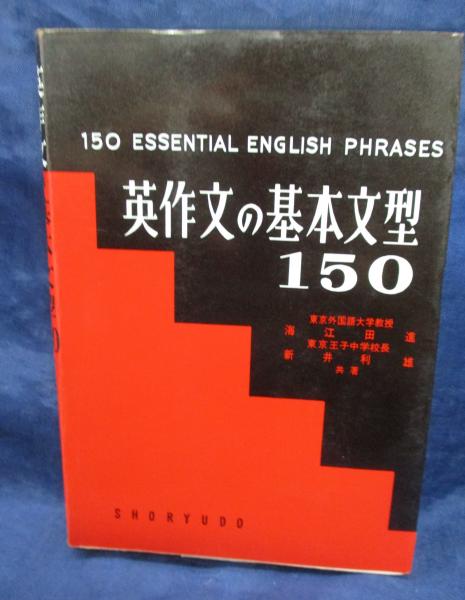 150 ESSENTIAL ENGLISH PHRASES
英作文の基本文型
150
東京外国語大学教授
海江田進
東京王子中学校長
新井利雄
共著
SHORYUDO